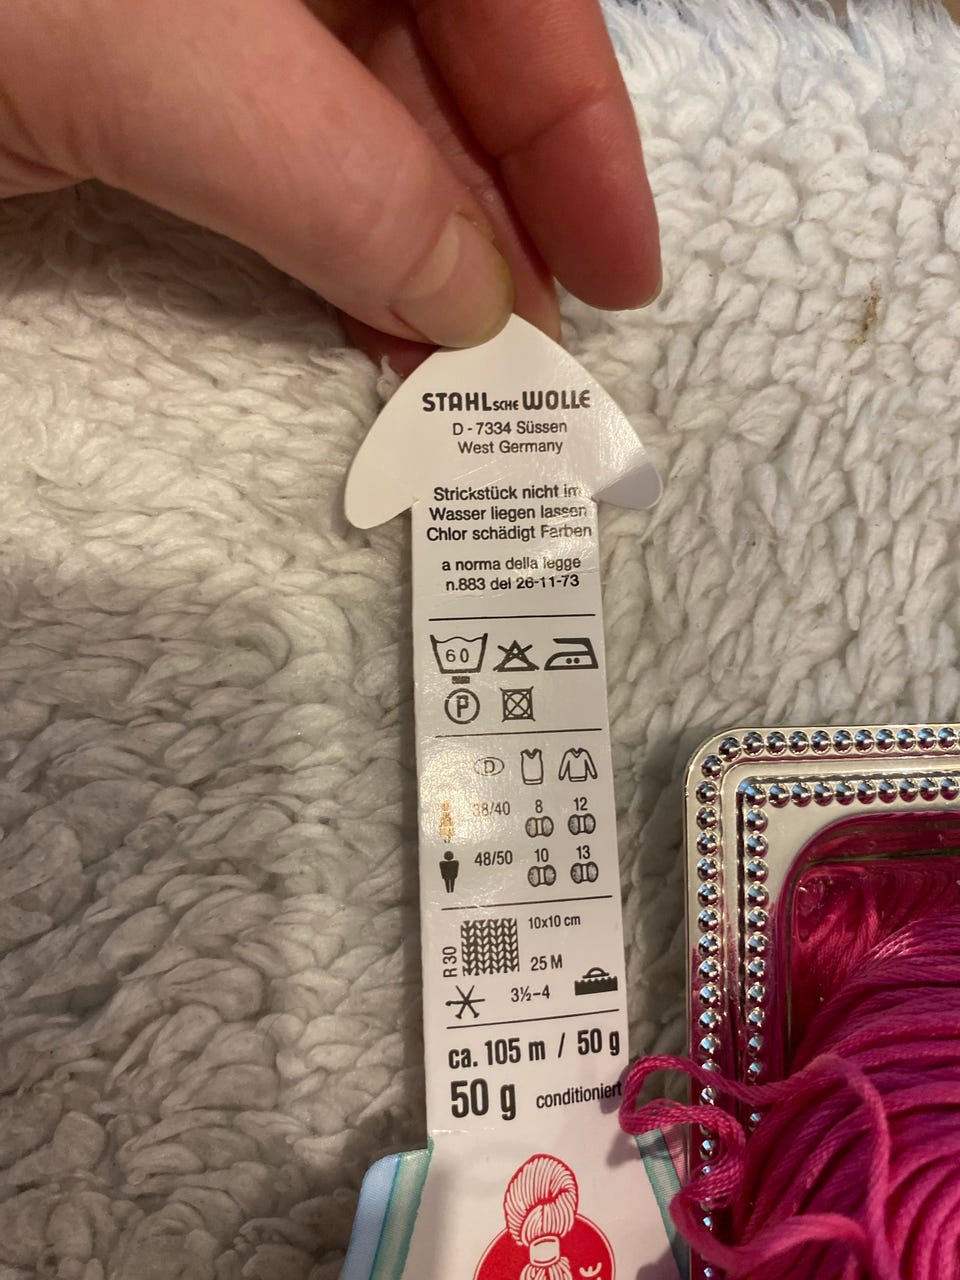 STAHLSCHE WOLLE
D - 7334 Süssen
West Germany
Strickstück nicht im
Wasser liegen lassen
Chlor schädigt Farben
a norma della legge
n.883 del 26-11-73
60
P
D
38/40 8 12
48/50 10 13
10x10 cm
R 30
25 M
3½-4
ca. 105 m / 50 g
50 g conditioniert